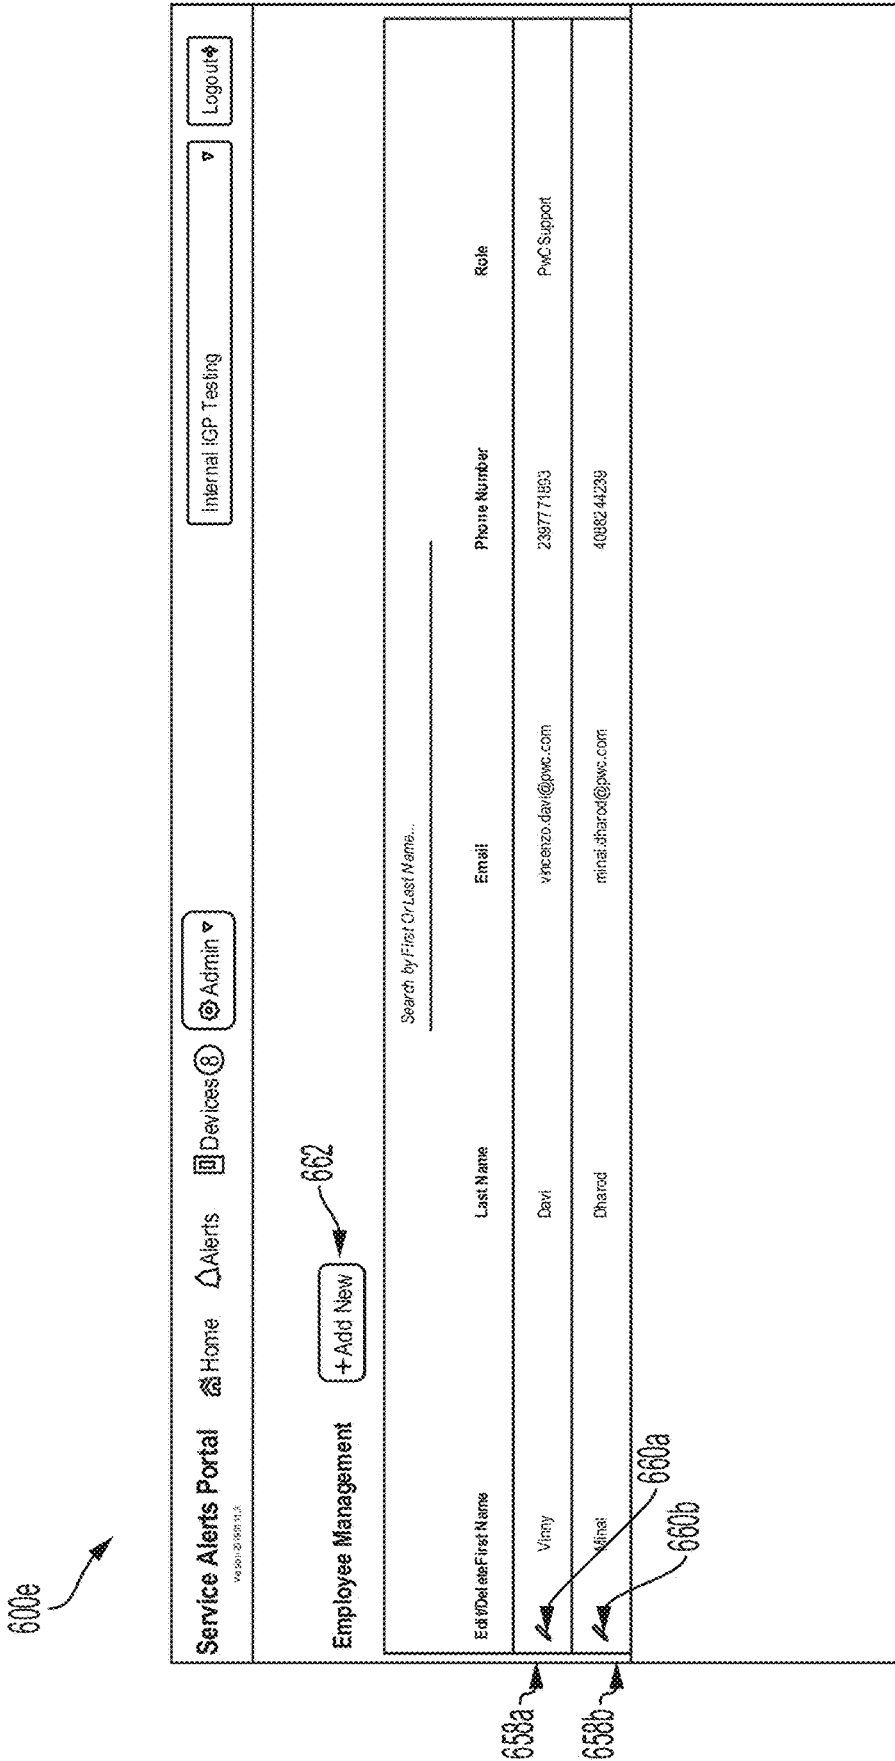 600e
Service Alerts Portal Home Alerts Devices 8 Admin Internal IGP Testing Logout
Employee Management + Add New 662
Search by First Or Last Name...
Edit/Delete First Name Last Name Email Phone Number Role
658a 660a Vinny Davi vincenzo.davi@pwc.com 2397771893 PwC Support
658b 660b Minal Dharod minal.dharod@pwc.com 4088244239